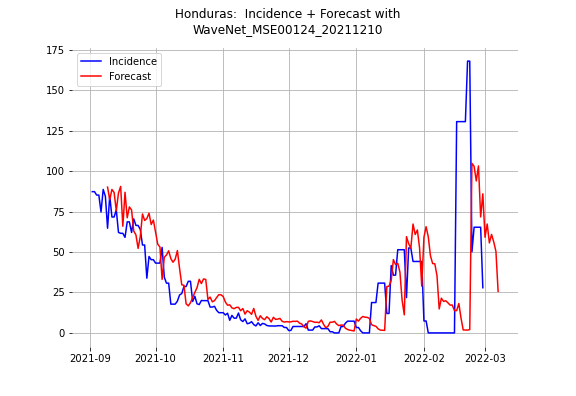 Honduras:  Incidence + Forecast with
WaveNet_MSE00124_20211210
Incidence
Forecast
175
150
125
100
75
50
25
0
2021-09 2021-10 2021-11 2021-12 2022-01 2022-02 2022-03